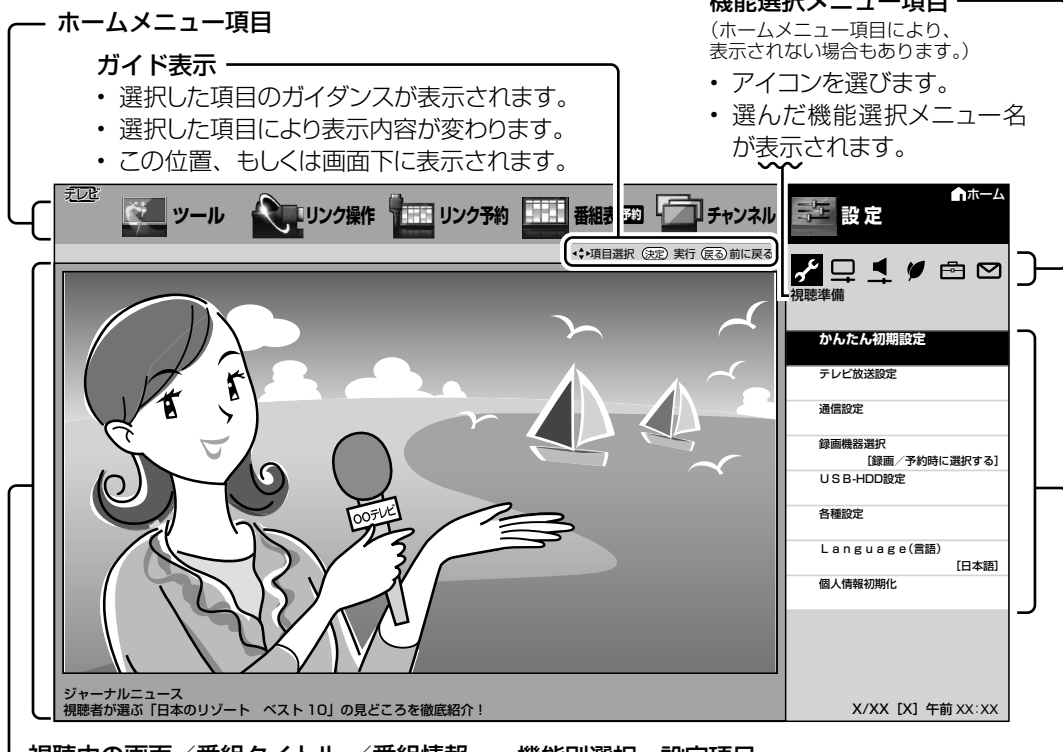 ホームメニュー項目
ガイド表示
・ 選択した項目のガイダンスが表示されます。
・ 選択した項目により表示内容が変わります。
・ この位置、もしくは画面下に表示されます。
機能選択メニュー項目
（ホームメニュー項目により、
表示されない場合もあります。）
・ アイコンを選びます。
・ 選んだ機能選択メニュー名
が表示されます。
テレビ
ツール
リンク操作
リンク予約
番組表 予約
チャンネル
設定
ホーム
項目選択 決定 実行 戻る 前に戻る
視聴準備
かんたん初期設定
テレビ放送設定
通信設定
録画機器選択
［録画／予約時に選択する］
ＵＳＢ-HDD設定
各種設定
Ｌａｎｇｕａｇｅ(言語)
［日本語］
個人情報初期化
〇〇テレビ
ジャーナルニュース
視聴者が選ぶ「日本のリゾート　ベスト 10」の見どころを徹底紹介！
X/XX［X］午前 XX：XX
視聴中の画面／番組タイトル／番組情報
機能別選択・設定項目